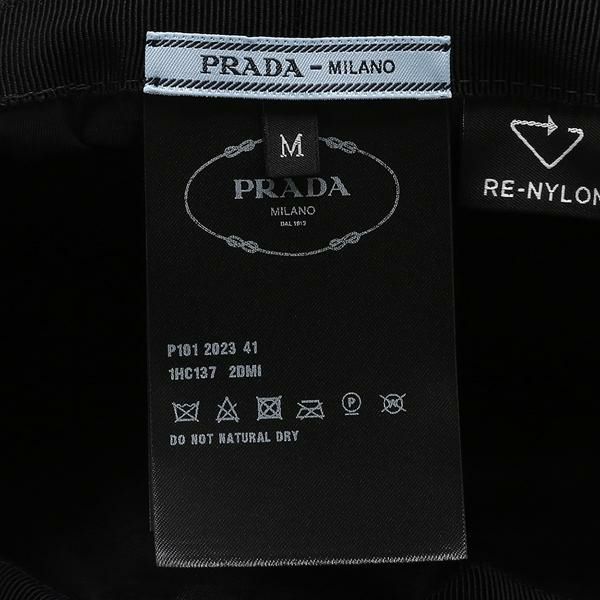 PRADA - MILANO
M
PRADA
MILANO
DAL 1913
RE-NYLON
P101 2023 41
1HC137 2DMI
P
DO NOT NATURAL DRY